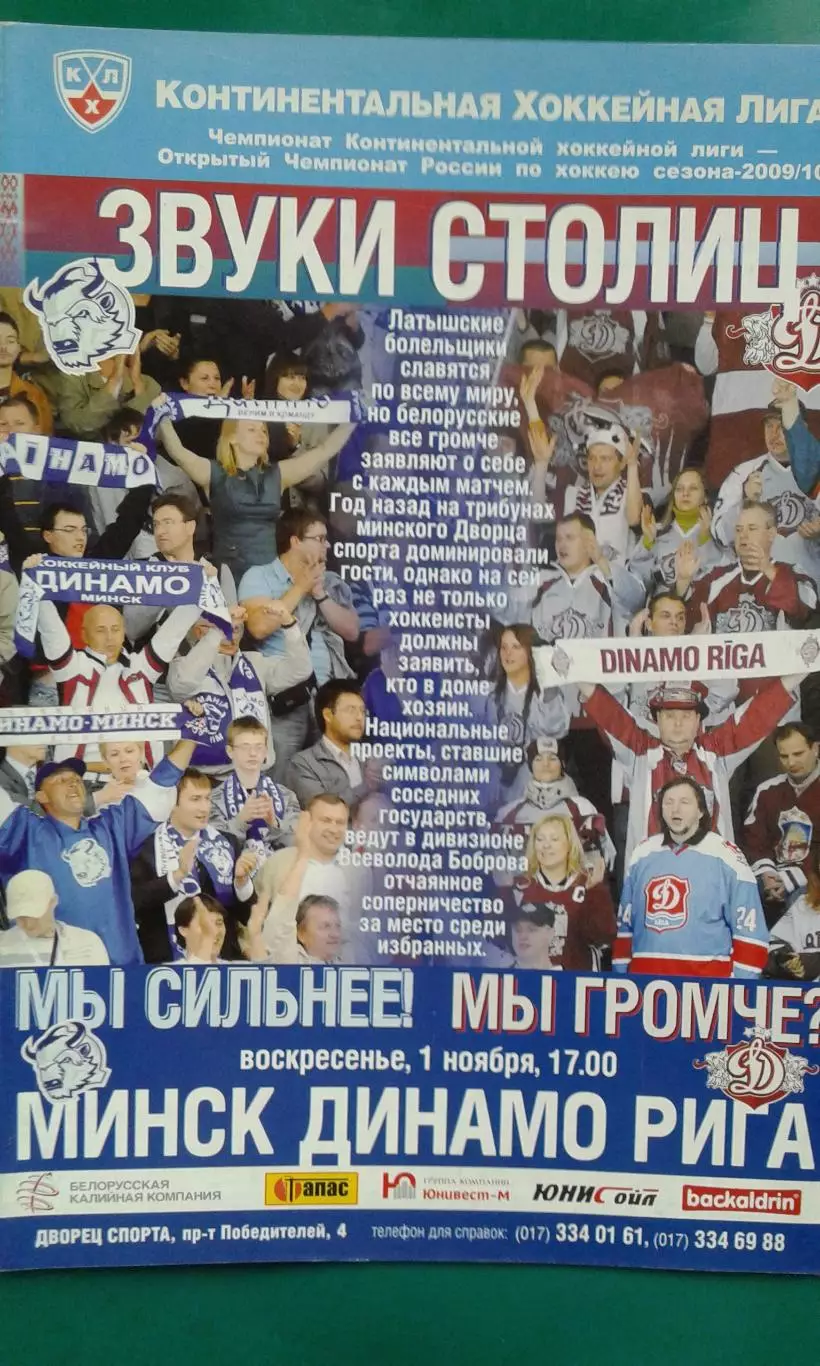 КХЛ
Континентальная Хоккейная Лига
Чемпионат Континентальной хоккейной лиги —
Открытый Чемпионат России по хоккею сезона-2009/10
ЗВУКИ СТОЛИЦ
Латышские
болельщики
славятся
по всему миру,
но белорусские
все громче
заявляют о себе
с каждым матчем.
Год назад на трибунах
минского Дворца
спорта доминировали
гости, однако на сей
раз не только
хоккеисты
должны
заявить,
кто в доме
хозяин.
Национальные
проекты, ставшие
символами
соседних
государств,
ведут в дивизионе
Всеволода Боброва
отчаянное
соперничество
за место среди
избранных.
ДИНАМО
ХОККЕЙНЫЙ КЛУБ
ДИНАМО
МИНСК
ДИНАМО-МИНСК
DINAMO RĪGA
24
МЫ СИЛЬНЕЕ! МЫ ГРОМЧЕ?
воскресенье, 1 ноября, 17.00
МИНСК ДИНАМО РИГА
БЕЛОРУССКАЯ
КАЛИЙНАЯ КОМПАНИЯ
Тапас
ГРУППА КОМПАНИЙ
Юнивест-М
ЮНИСОЙЛ
backaldrin
ДВОРЕЦ СПОРТА, пр-т Победителей, 4 телефон для справок: (017) 334 01 61, (017) 334 69 88